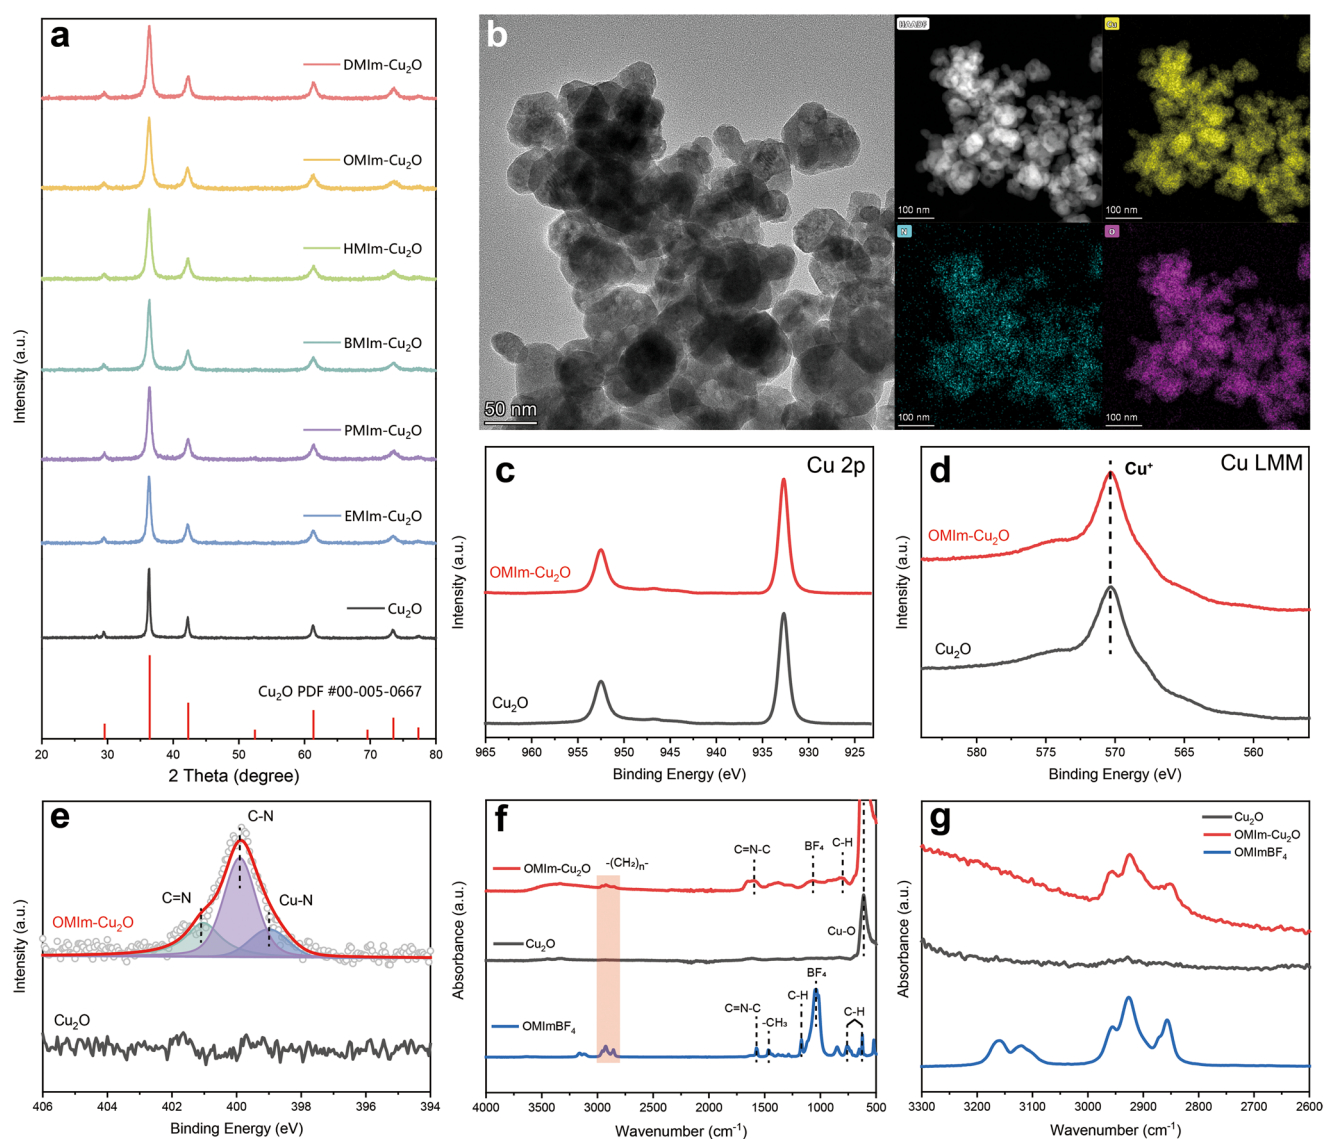 a
DMIm-Cu₂O
OMIm-Cu₂O
HMIm-Cu₂O
BMIm-Cu₂O
PMIm-Cu₂O
EMIm-Cu₂O
Cu₂O
Cu₂O PDF #00-005-0667
Intensity (a.u.)
20 30 40 50 60 70 80
2 Theta (degree)
b
50 nm
HAADF
100 nm
Cu
100 nm
N
100 nm
O
100 nm
c
Cu 2p
OMIm-Cu₂O
Cu₂O
Intensity (a.u.)
965 960 955 950 945 940 935 930 925
Binding Energy (eV)
d
Cu⁺
Cu LMM
OMIm-Cu₂O
Cu₂O
Intensity (a.u.)
580 575 570 565 560
Binding Energy (eV)
e
C-N
C=N
Cu-N
OMIm-Cu₂O
Cu₂O
Intensity (a.u.)
406 404 402 400 398 396 394
Binding Energy (eV)
f
OMIm-Cu₂O
-(CH₂)ₙ-
C=N-C
BF₄
C-H
Cu₂O
Cu-O
OMImBF₄
C=N-C
-CH₃
C-H
BF₄
C-H
Absorbance (a.u.)
4000 3500 3000 2500 2000 1500 1000 500
Wavenumber (cm⁻¹)
g
Cu₂O
OMIm-Cu₂O
OMImBF₄
Absorbance (a.u.)
3300 3200 3100 3000 2900 2800 2700 2600
Wavenumber (cm⁻¹)